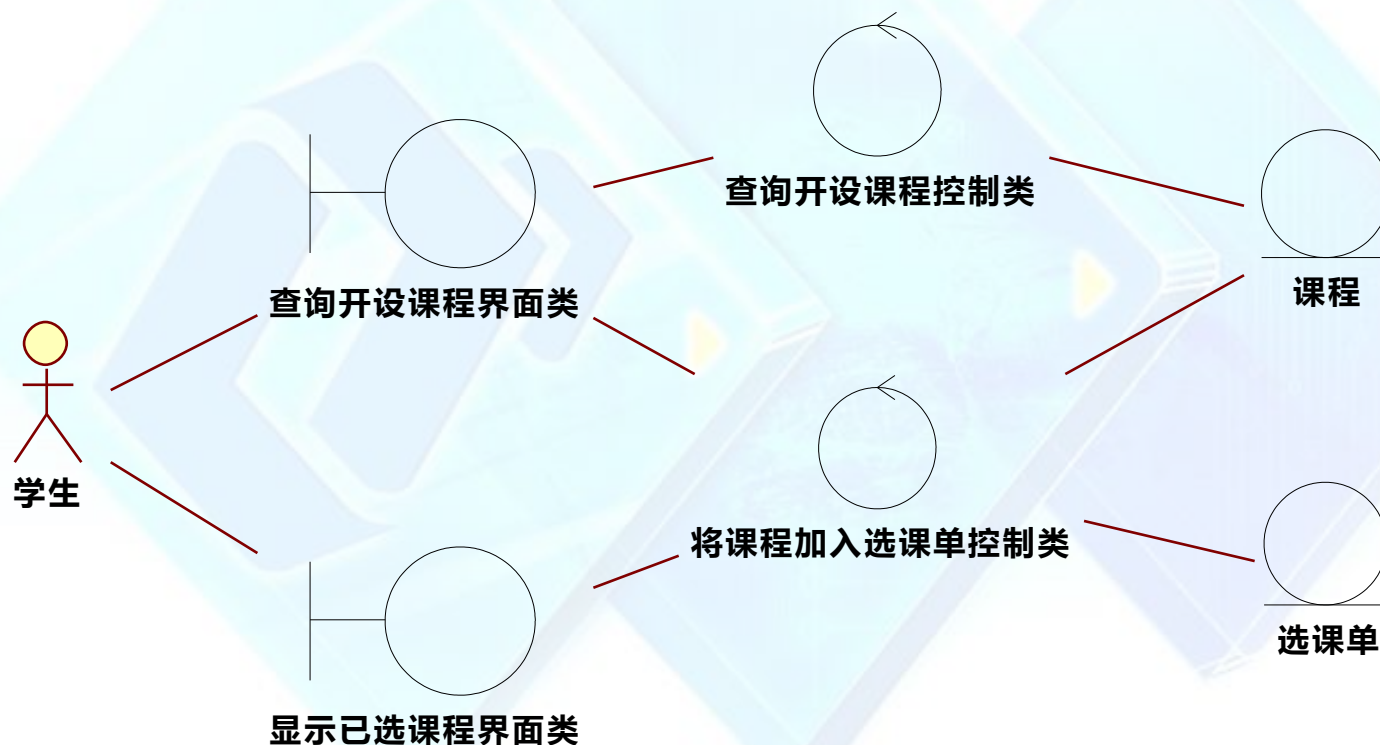 查询开设课程控制类
课程
查询开设课程界面类
学生
将课程加入选课单控制类
选课单
显示已选课程界面类